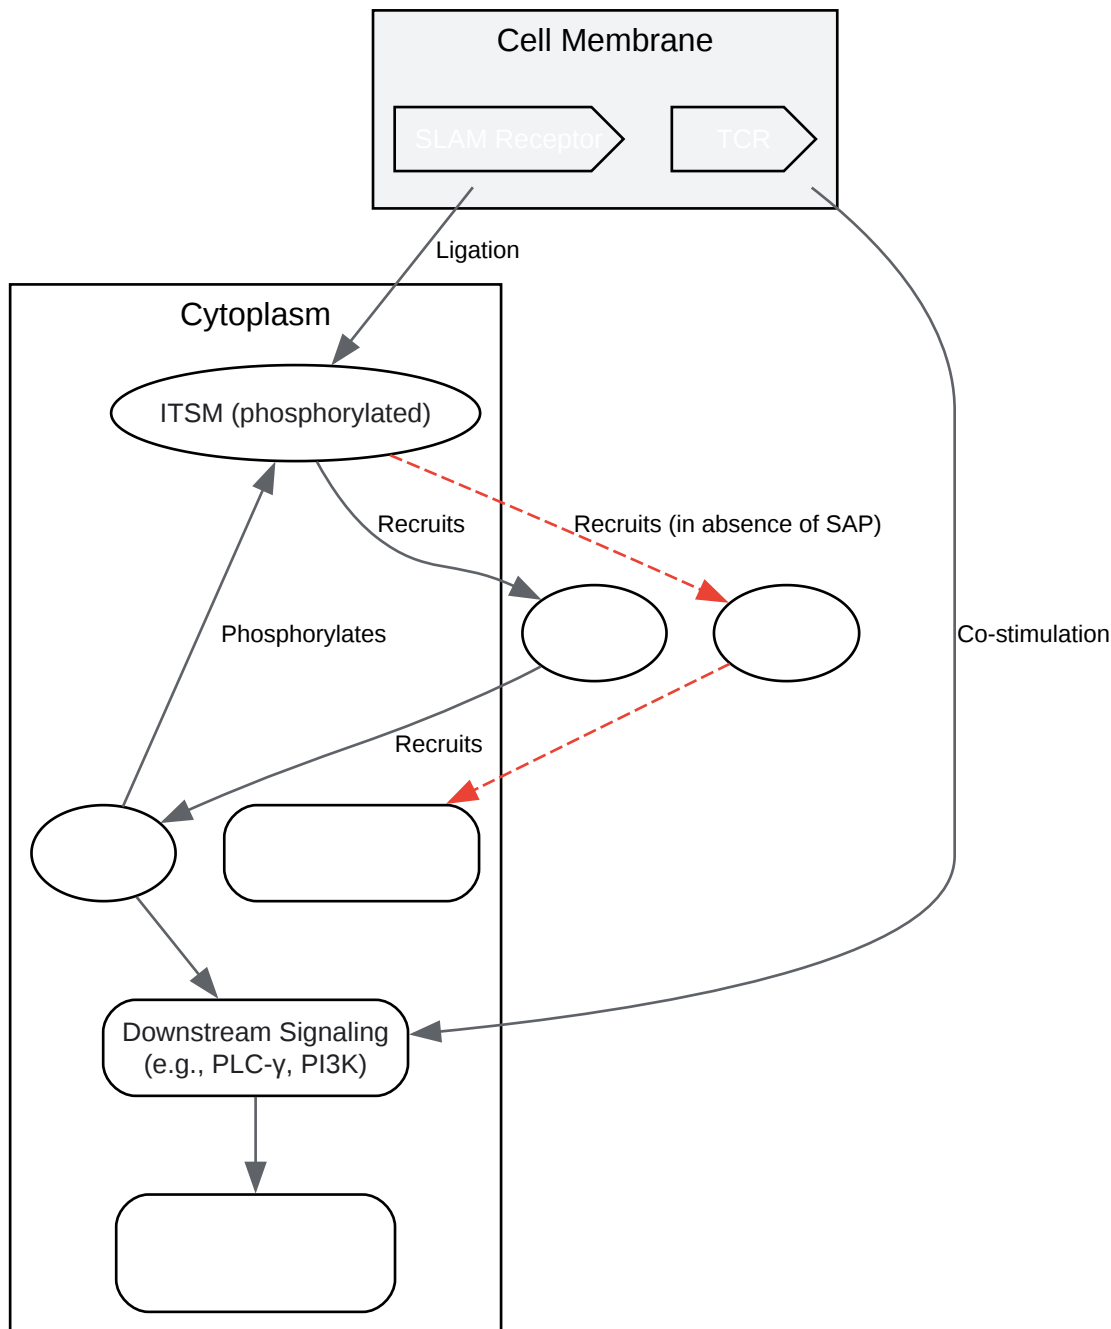 Cell Membrane
SLAM Receptor
TCR
Ligation
Cytoplasm
ITSM (phosphorylated)
Recruits
Recruits (in absence of SAP)
Phosphorylates
Co-stimulation
Recruits
Downstream Signaling
(e.g., PLC-γ, PI3K)